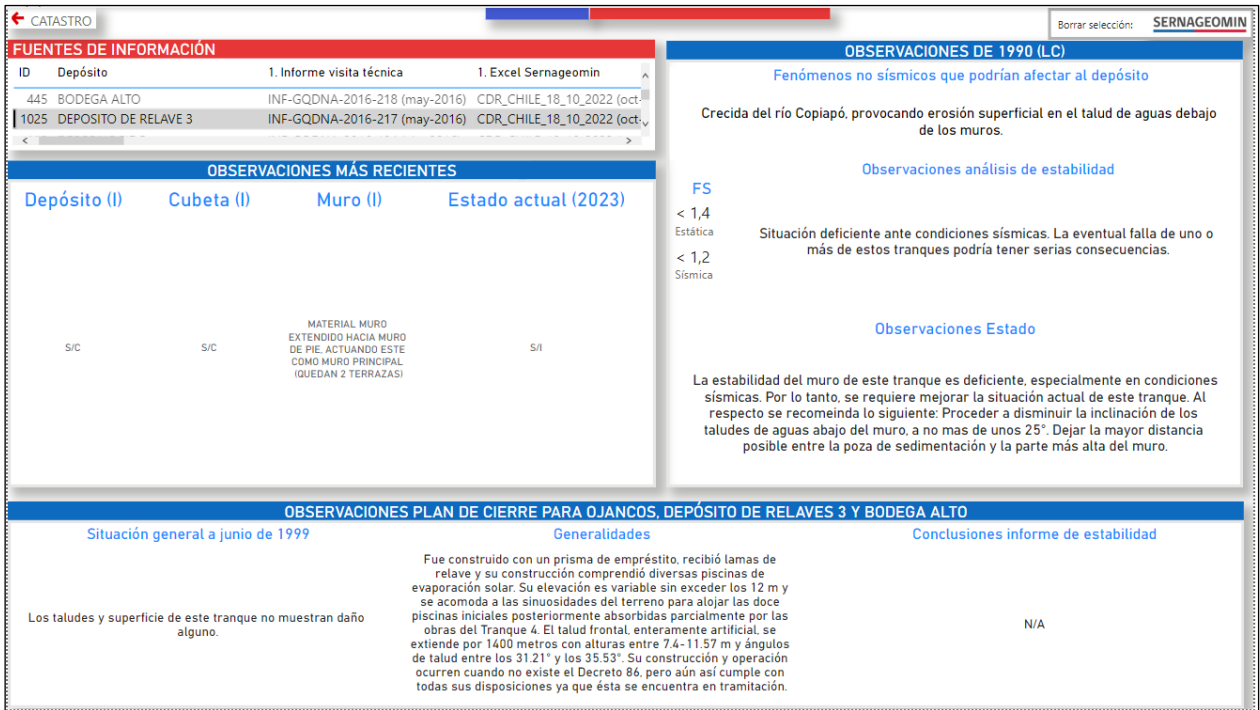 CATASTRO
Borrar selección:
SERNAGEOMIN
FUENTES DE INFORMACIÓN
ID Depósito 1. Informe visita técnica 1. Excel Sernageomin
445 BODEGA ALTO INF-GQDNA-2016-218 (may-2016) CDR_CHILE_18_10_2022 (oct-
1025 DEPOSITO DE RELAVE 3 INF-GQDNA-2016-217 (may-2016) CDR_CHILE_18_10_2022 (oct-
OBSERVACIONES MÁS RECIENTES
Depósito (I) Cubeta (I) Muro (I) Estado actual (2023)
S/C
S/C
MATERIAL MURO
EXTENDIDO HACIA MURO
DE PIE, ACTUANDO ESTE
COMO MURO PRINCIPAL
(QUEDAN 2 TERRAZAS)
S/I
OBSERVACIONES DE 1990 (LC)
Fenómenos no sísmicos que podrían afectar al depósito
Crecida del río Copiapó, provocando erosión superficial en el talud de aguas debajo
de los muros.
Observaciones análisis de estabilidad
FS
< 1,4
Estática
< 1,2
Sísmica
Situación deficiente ante condiciones sísmicas. La eventual falla de uno o
más de estos tranques podría tener serias consecuencias.
Observaciones Estado
La estabilidad del muro de este tranque es deficiente, especialmente en condiciones
sísmicas. Por lo tanto, se requiere mejorar la situación actual de este tranque. Al
respecto se recomeinda lo siguiente: Proceder a disminuir la inclinación de los
taludes de aguas abajo del muro, a no mas de unos 25°. Dejar la mayor distancia
posible entre la poza de sedimentación y la parte más alta del muro.
OBSERVACIONES PLAN DE CIERRE PARA OJANCOS, DEPÓSITO DE RELAVES 3 Y BODEGA ALTO
Situación general a junio de 1999
Los taludes y superficie de este tranque no muestran daño
alguno.
Generalidades
Fue construido con un prisma de empréstito, recibió lamas de
relave y su construcción comprendió diversas piscinas de
evaporación solar. Su elevación es variable sin exceder los 12 m y
se acomoda a las sinuosidades del terreno para alojar las doce
piscinas iniciales posteriormente absorbidas parcialmente por las
obras del Tranque 4. El talud frontal, enteramente artificial, se
extiende por 1400 metros con alturas entre 7.4-11.57 m y ángulos
de talud entre los 31.21° y los 35.53°. Su construcción y operación
ocurren cuando no existe el Decreto 86, pero aún así cumple con
todas sus disposiciones ya que ésta se encuentra en tramitación.
Conclusiones informe de estabilidad
N/A